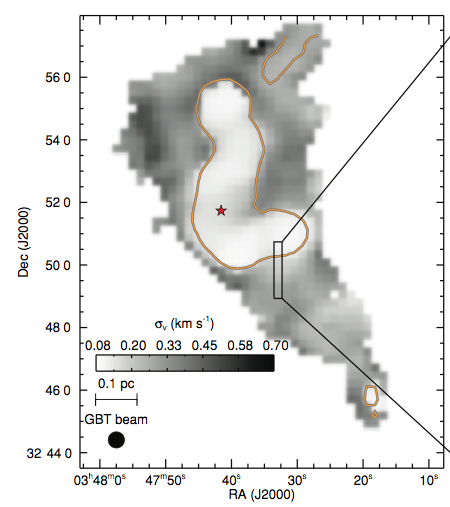 56 0
54 0
52 0
50 0
48 0
46 0
32 44 0
Dec (J2000)
σv (km s⁻¹)
0.08 0.20 0.33 0.45 0.58 0.70
0.1 pc
GBT beam
03ʰ48ᵐ0ˢ 47ᵐ50ˢ 40ˢ 30ˢ 20ˢ 10ˢ
RA (J2000)